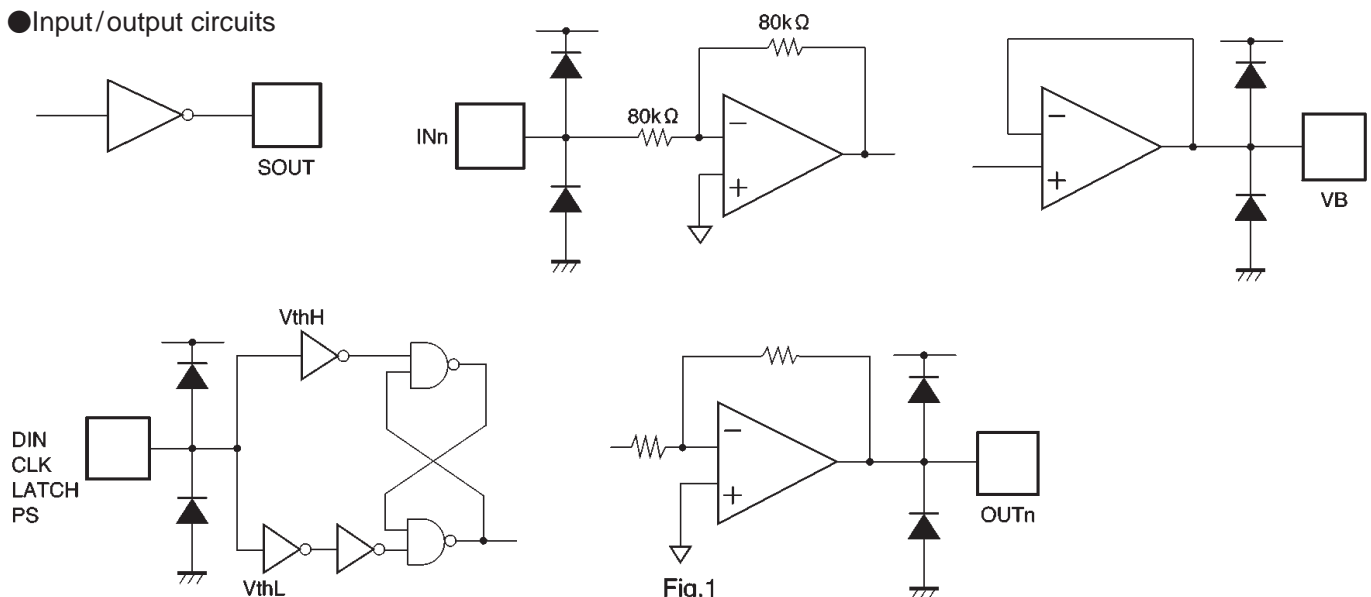 ●Input/output circuits
SOUT
INn
80kΩ
80kΩ
−
+
−
+
VB
DIN
CLK
LATCH
PS
VthH
VthL
−
+
OUTn
Fig.1